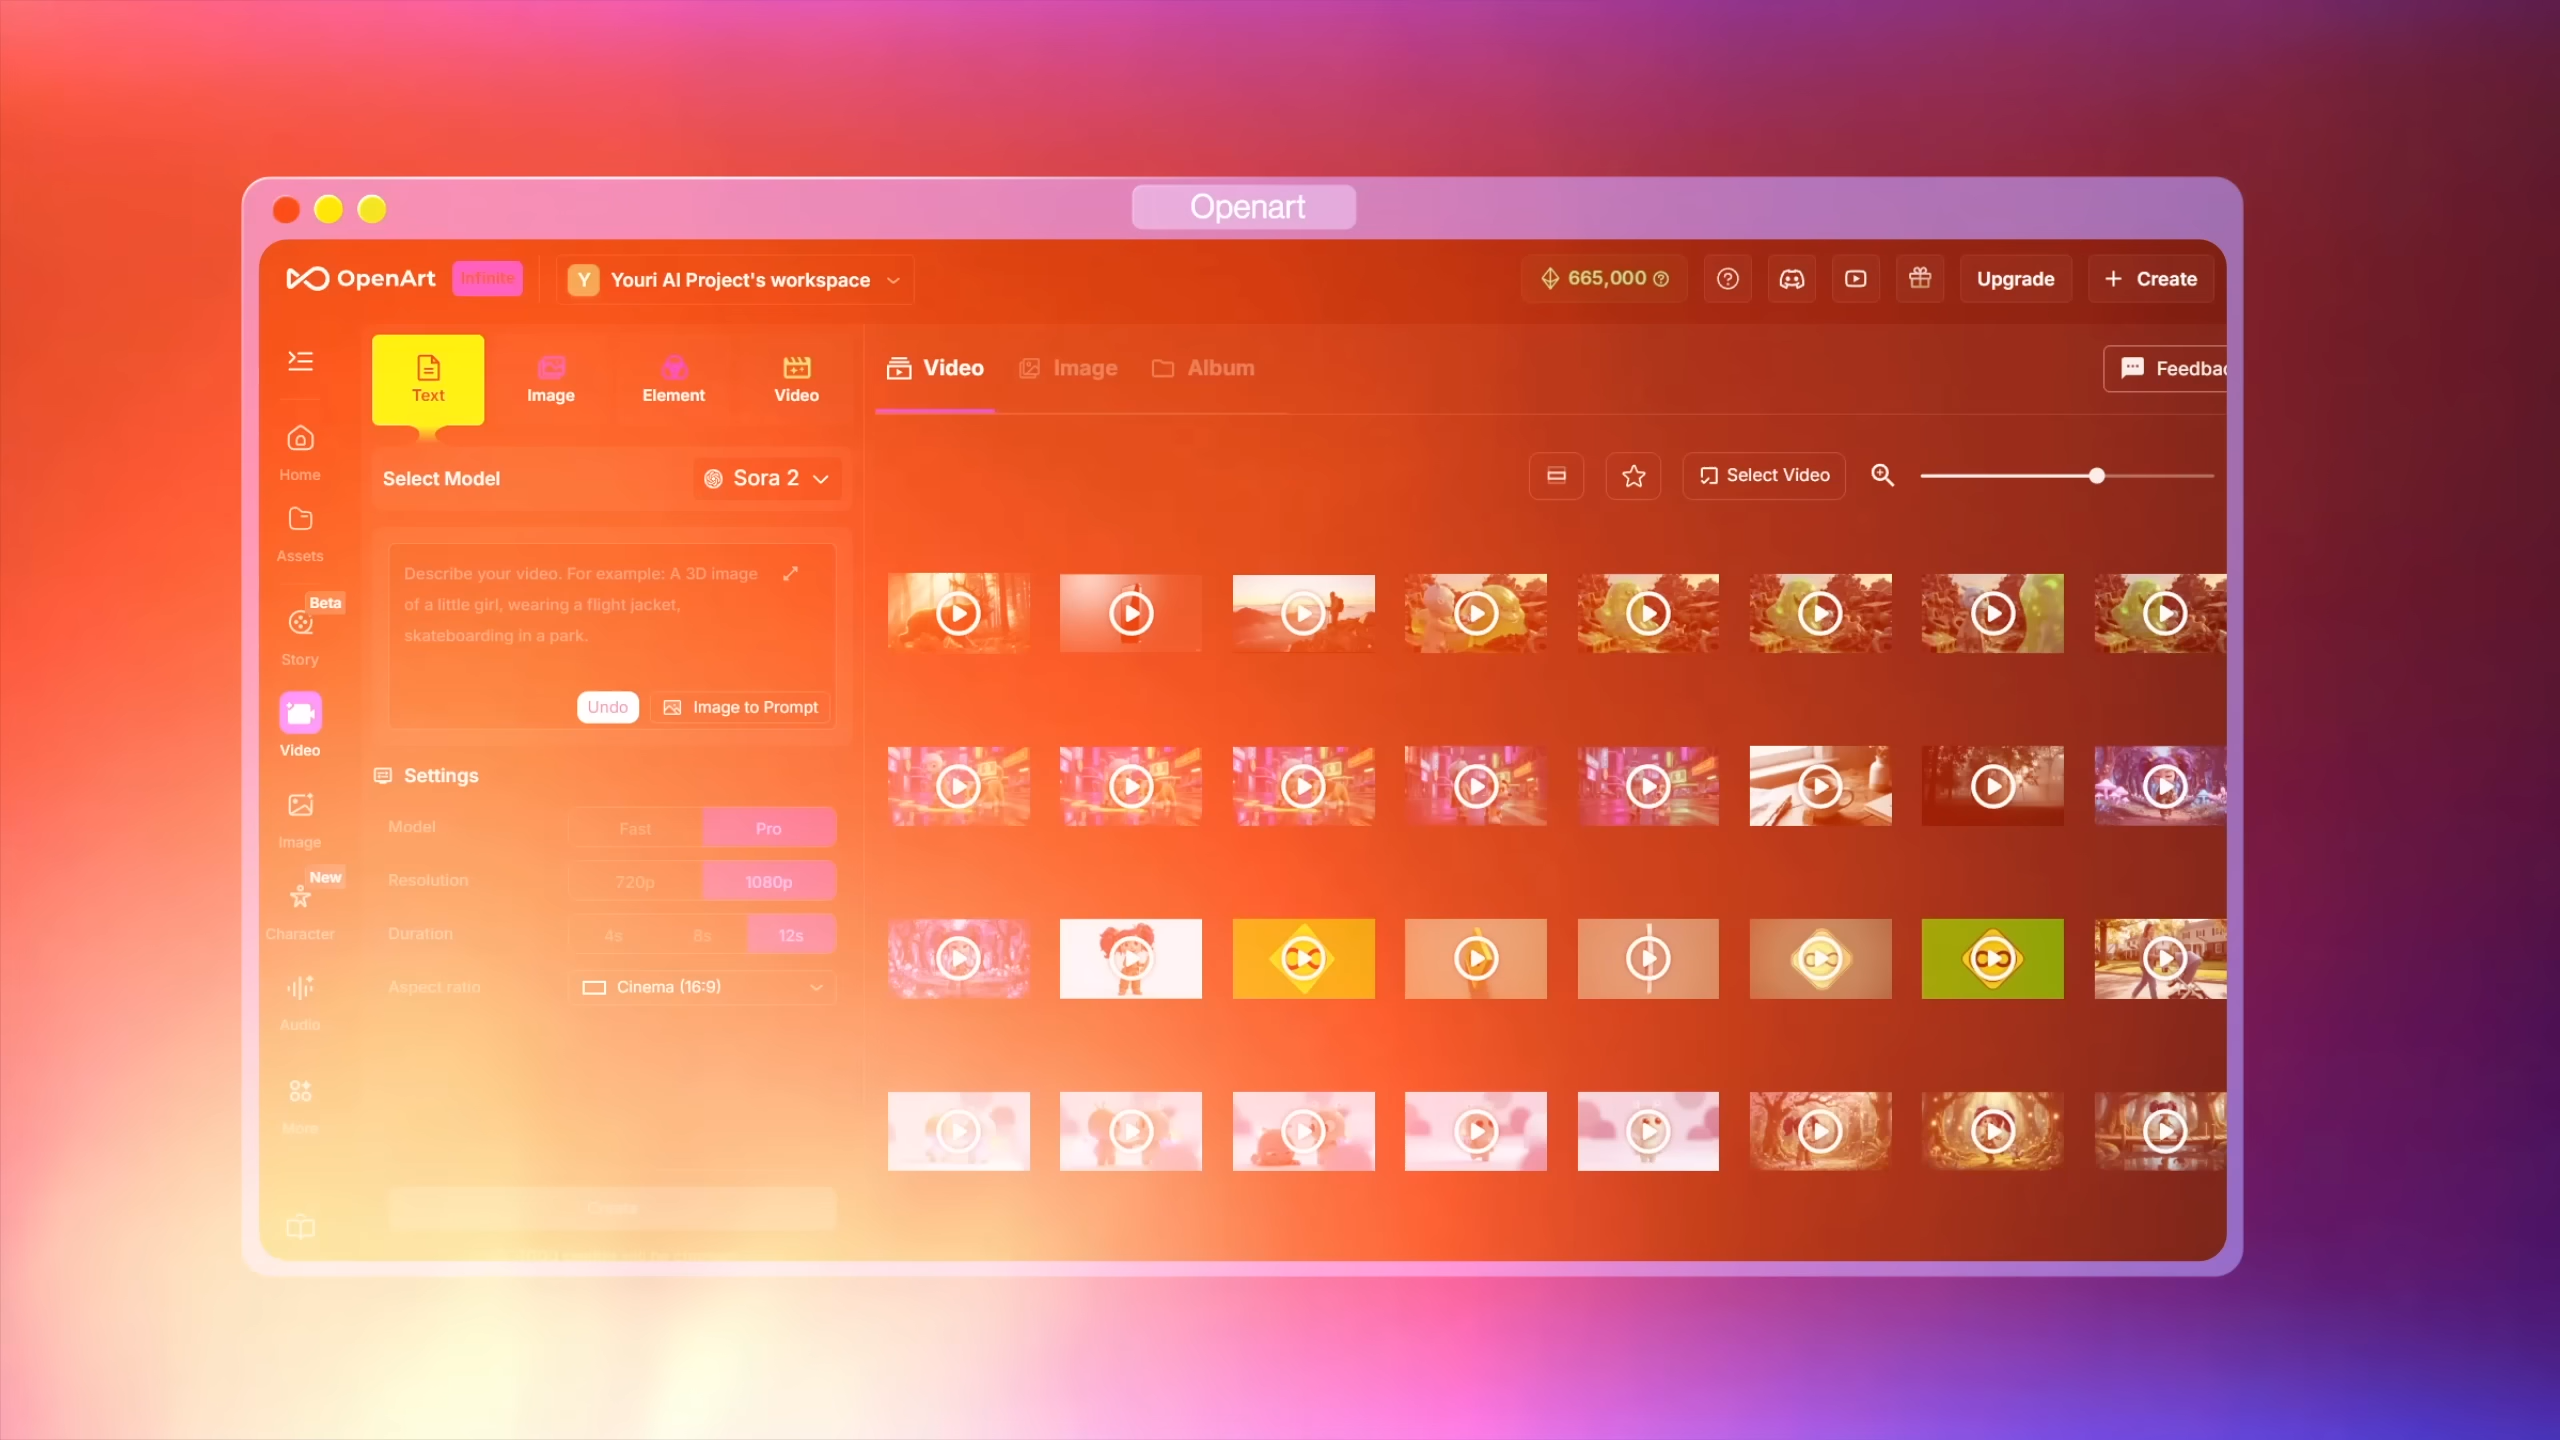 Openart
OpenArt
Infinite
Y
Youri AI Project's workspace
665,000
Upgrade
+ Create
Text
Image
Element
Video
Video
Image
Album
Feedbac
Home
Assets
Beta
Story
Video
Image
New
Character
Audio
More
Select Model
Sora 2
Describe your video. For example: A 3D image
of a little girl, wearing a flight jacket,
skateboarding in a park.
Undo
Image to Prompt
Settings
Model
Fast
Pro
Resolution
720p
1080p
Duration
4s
8s
12s
Aspect ratio
Cinema (16:9)
Create
Select Video